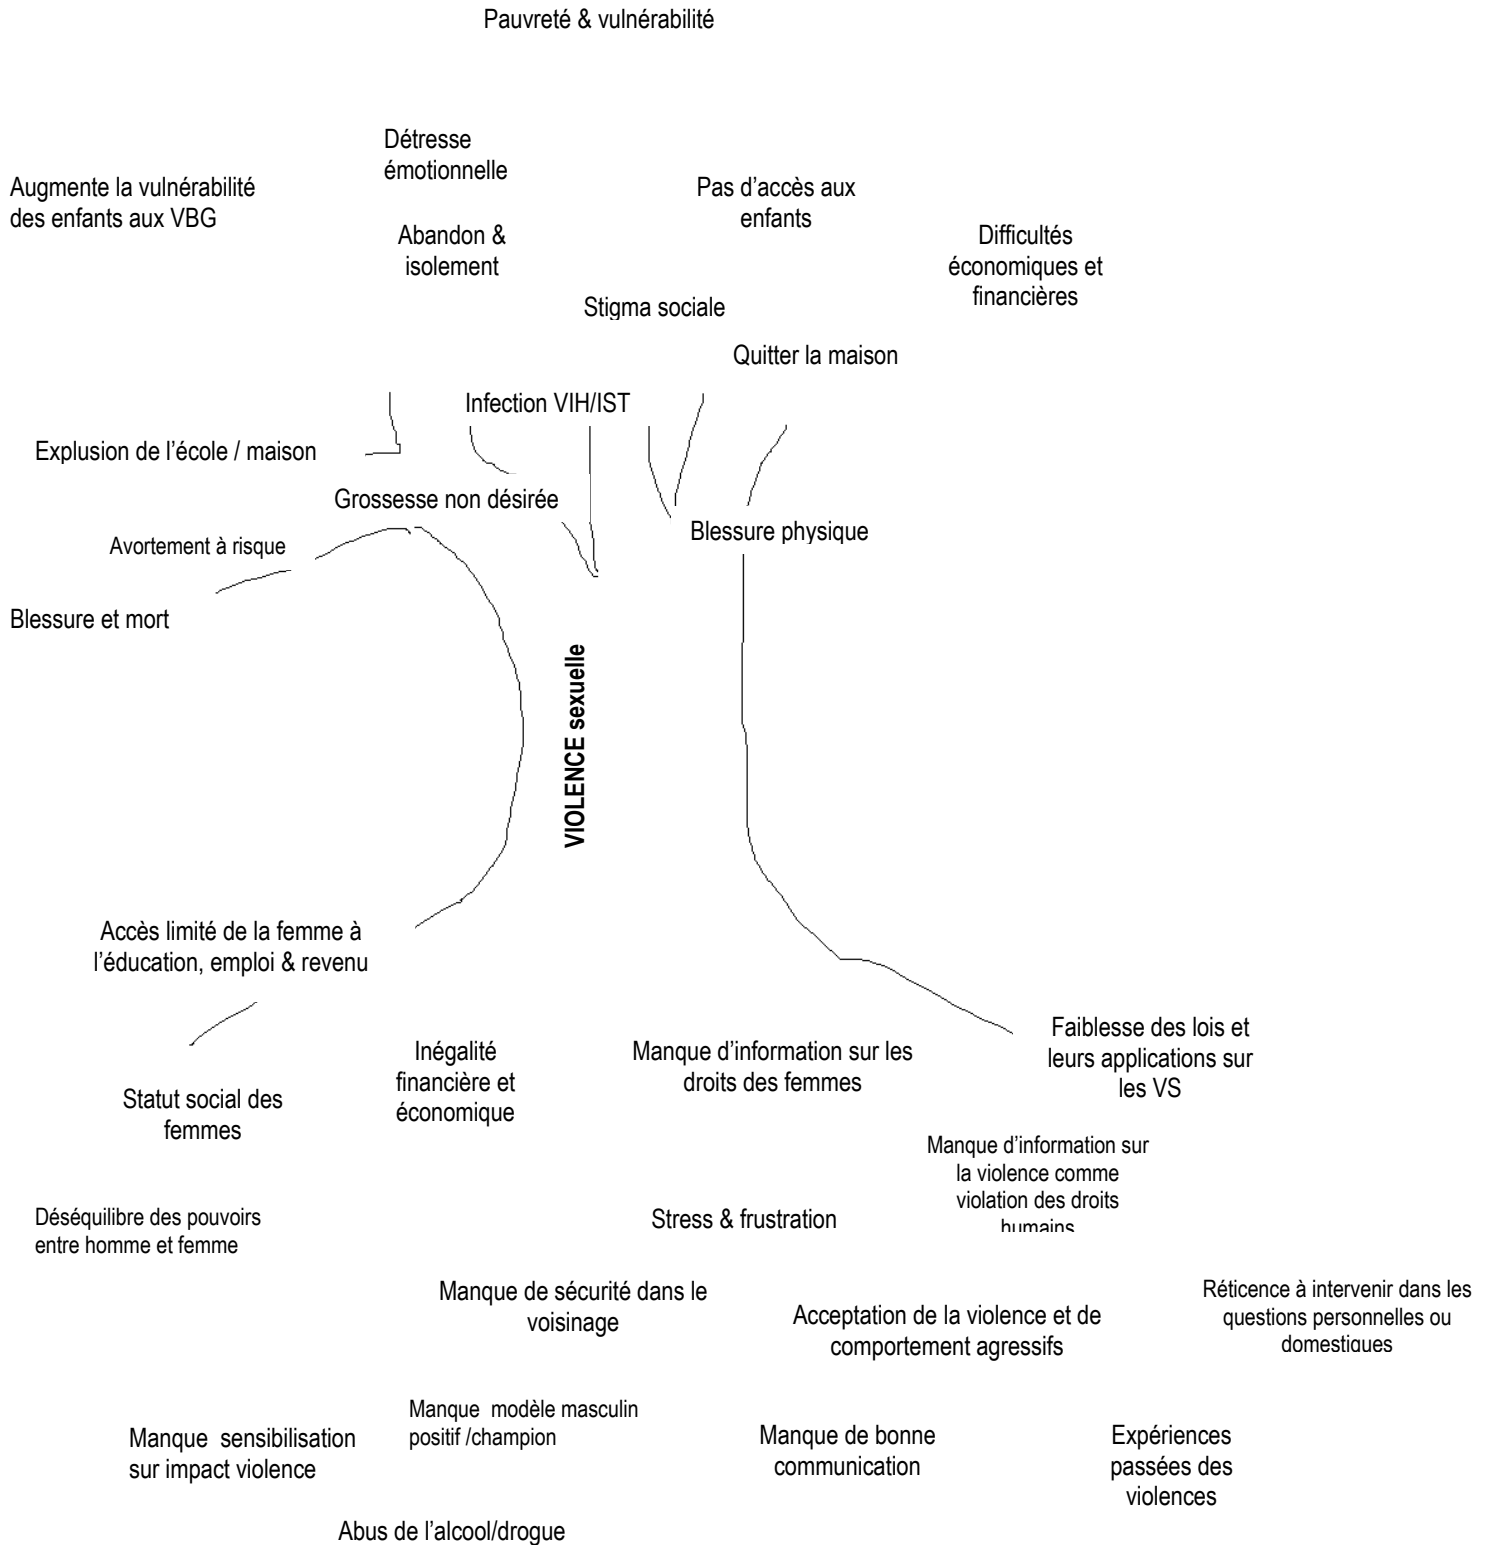 Pauvreté & vulnérabilité
Détresse
émotionnelle
Augmente la vulnérabilité
des enfants aux VBG
Pas d’accès aux
enfants
Abandon &
isolement
Difficultés
économiques et
financières
Stigma sociale
Quitter la maison
Infection VIH/IST
Explusion de l’école / maison
Grossesse non désirée
Blessure physique
Avortement à risque
Blessure et mort
VIOLENCE sexuelle
Accès limité de la femme à
l’éducation, emploi & revenu
Inégalité
financière et
économique
Manque d’information sur les
droits des femmes
Faiblesse des lois et
leurs applications sur
les VS
Statut social des
femmes
Manque d’information sur
la violence comme
violation des droits
humains
Déséquilibre des pouvoirs
entre homme et femme
Stress & frustration
Manque de sécurité dans le
voisinage
Acceptation de la violence et de
comportement agressifs
Réticence à intervenir dans les
questions personnelles ou
domestiques
Manque sensibilisation
sur impact violence
Manque modèle masculin
positif /champion
Manque de bonne
communication
Expériences
passées des
violences
Abus de l’alcool/drogue